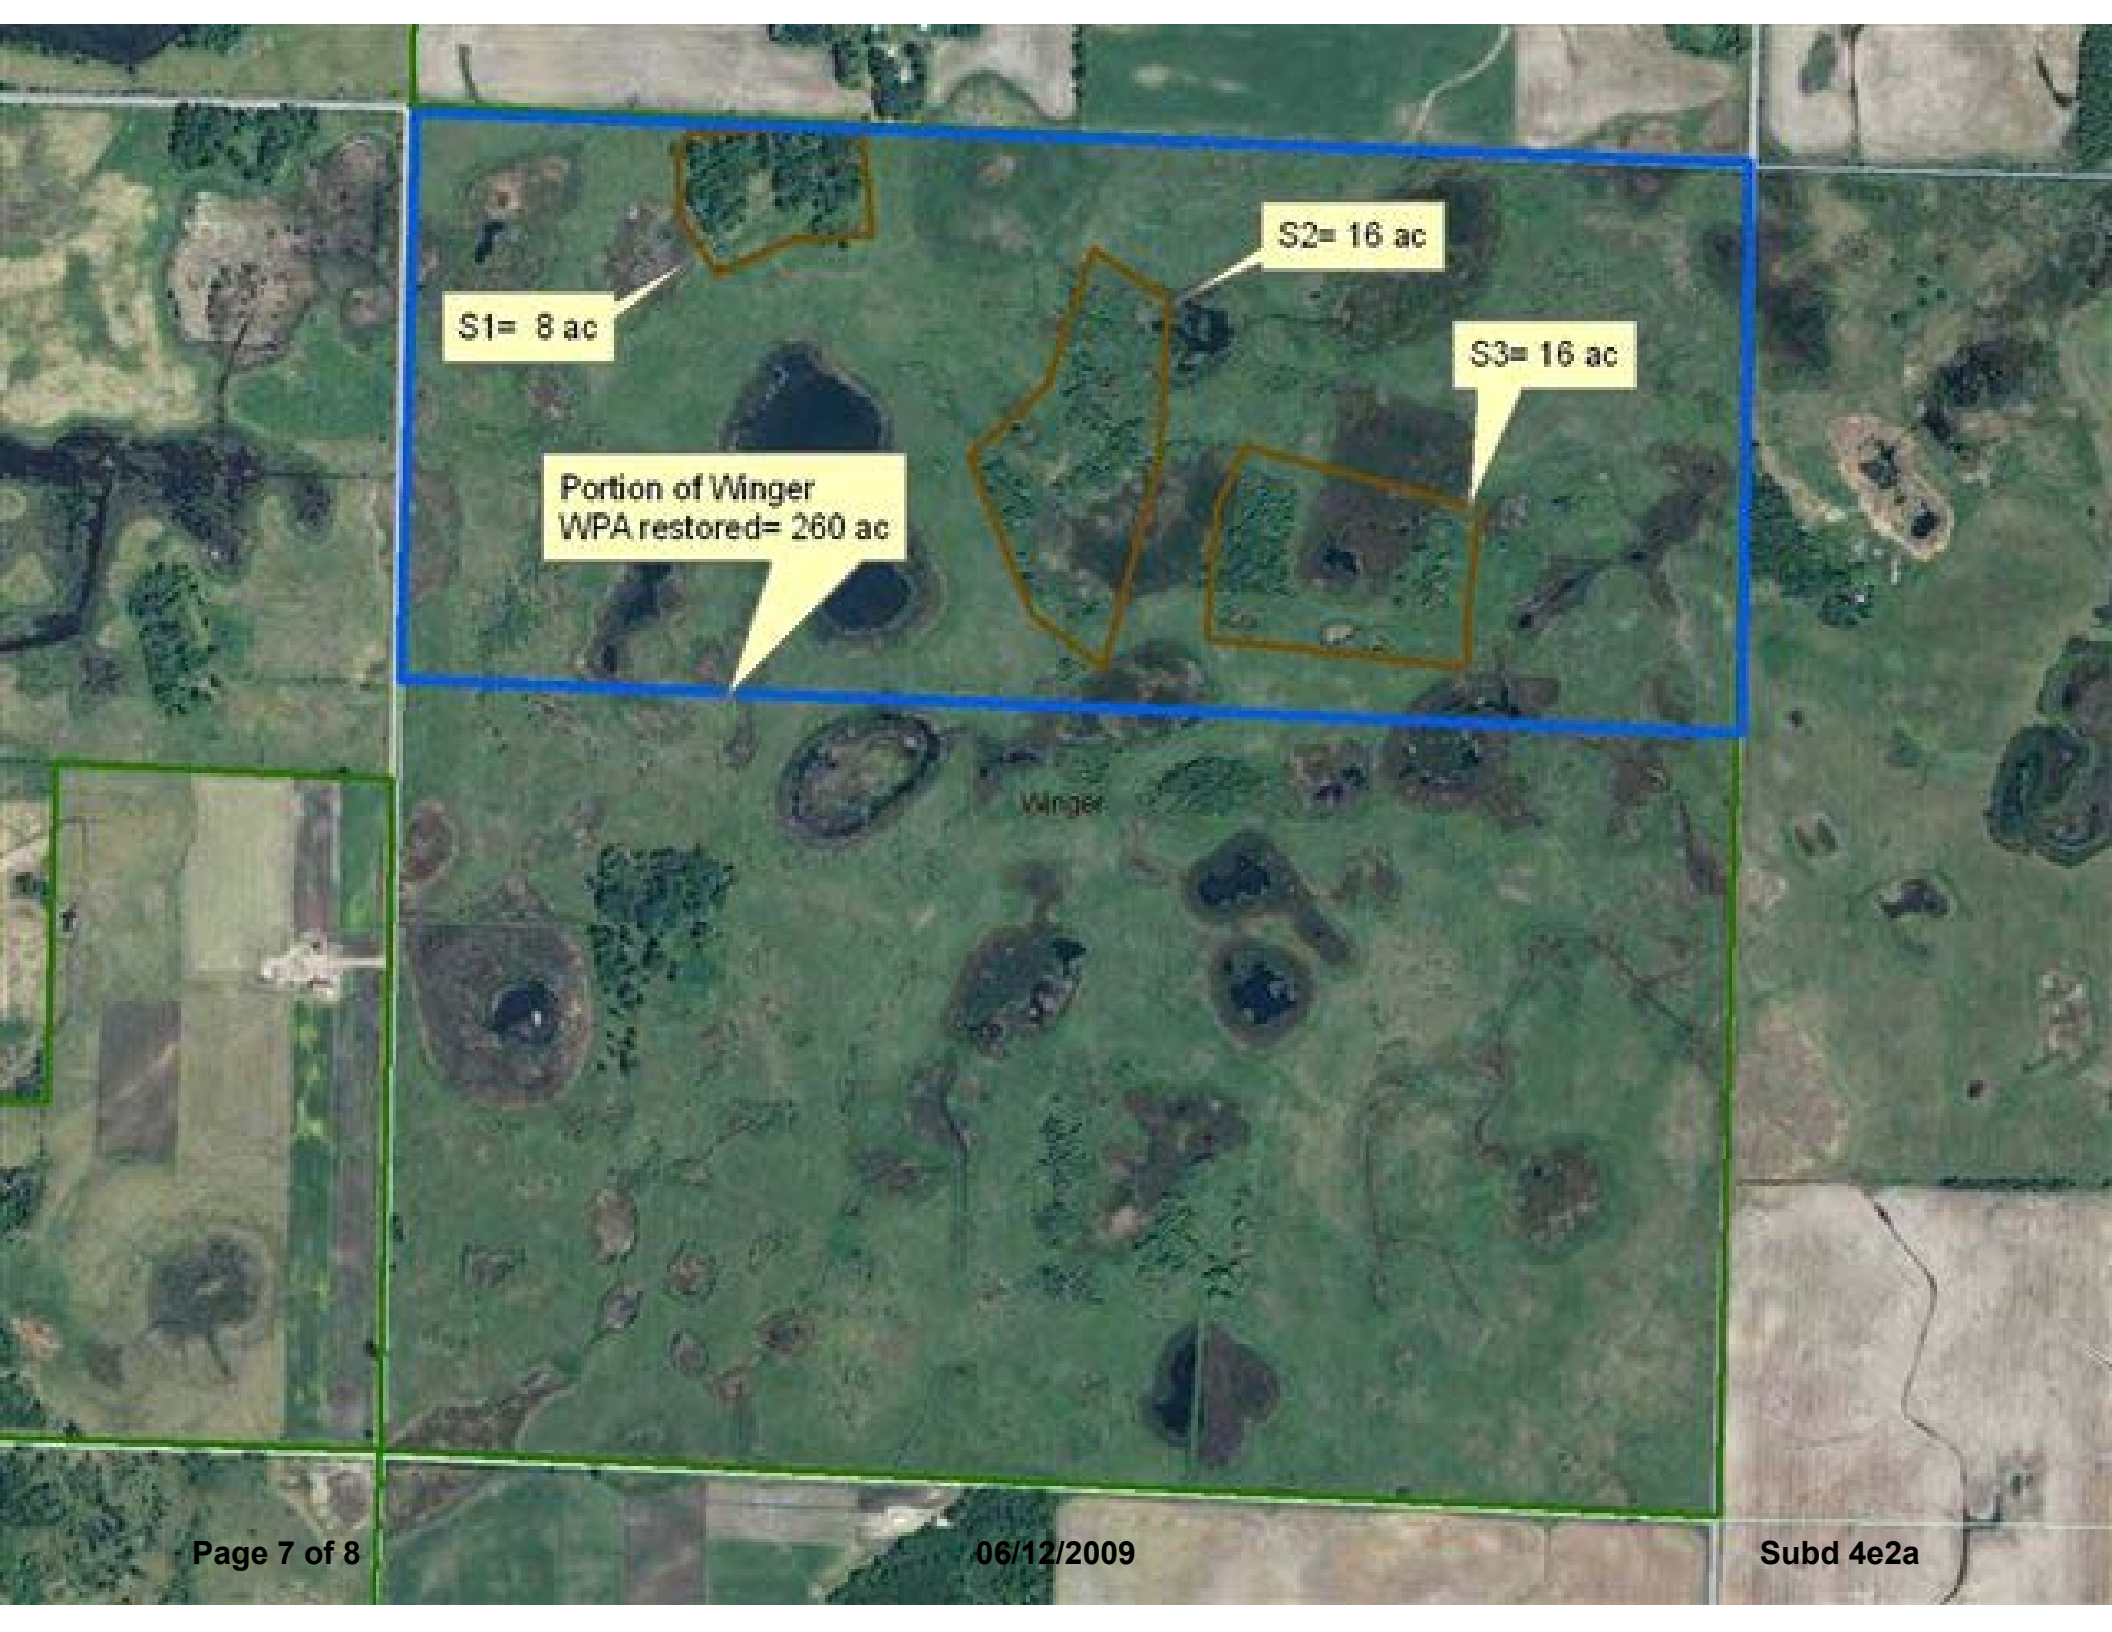 S2= 16 ac
S1=  8 ac
S3= 16 ac
Portion of Winger
WPA restored= 260 ac
Winger
Page 7 of 8
06/12/2009
Subd 4e2a